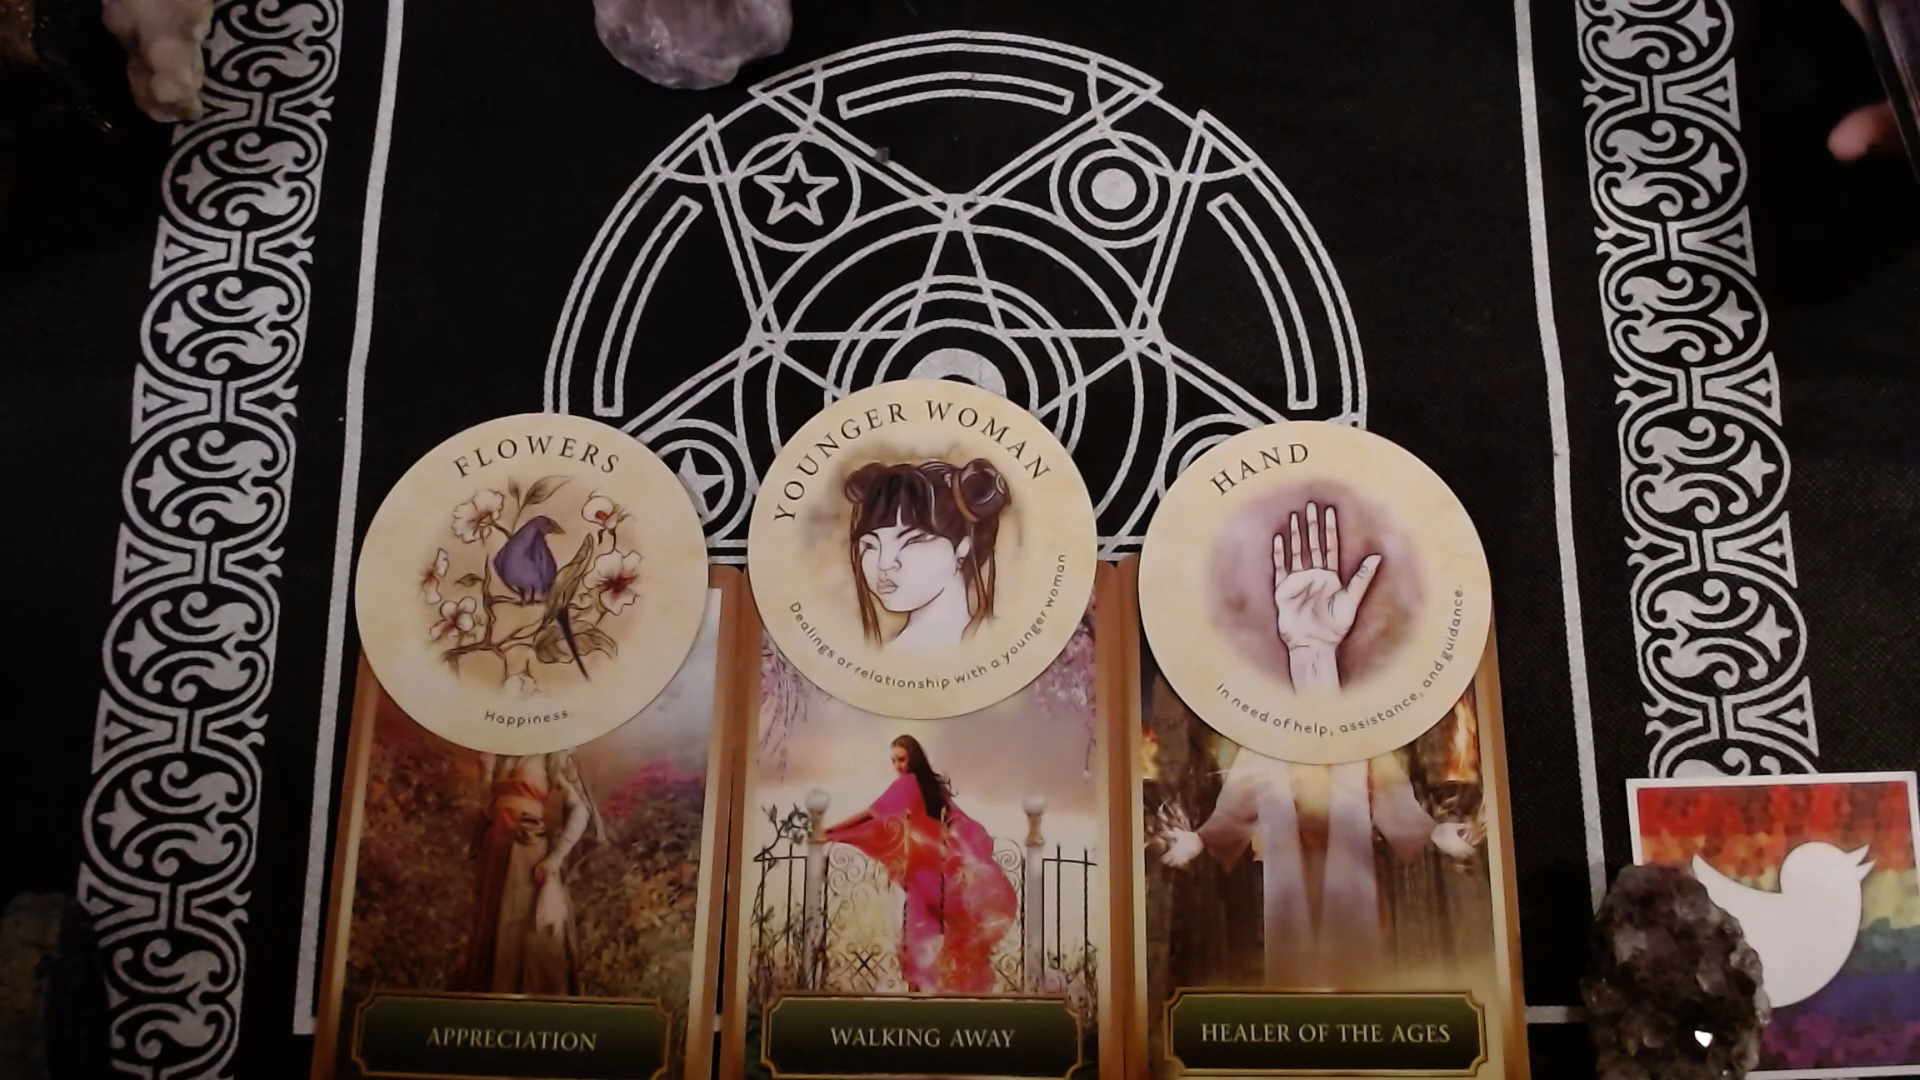 FLOWERS
Happiness.
YOUNGER WOMAN
Dealings or relationship with a younger woman
HAND
In need of help, assistance, and guidance.
APPRECIATION
WALKING AWAY
HEALER OF THE AGES